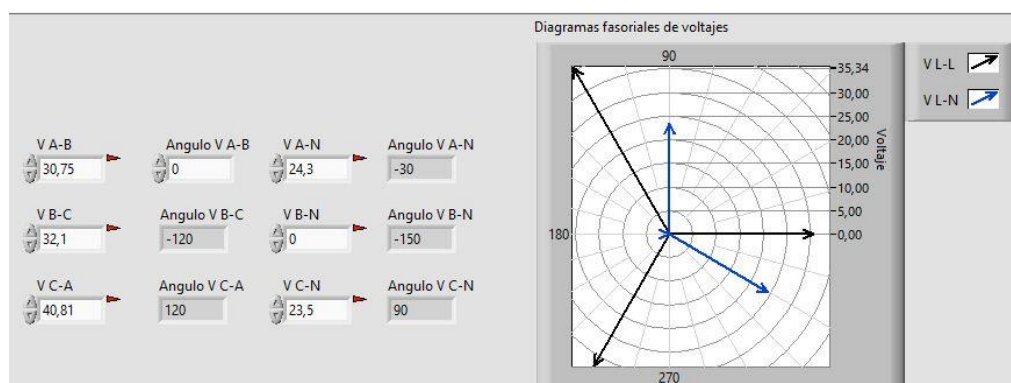 Diagramas fasoriales de voltajes
V A-B
Angulo V A-B
V A-N
Angulo V A-N
30,75
0
24,3
-30
V B-C
Angulo V B-C
V B-N
Angulo V B-N
32,1
-120
0
-150
V C-A
Angulo V C-A
V C-N
Angulo V C-N
40,81
120
23,5
90
90
180
270
35,34
30,00
25,00
20,00
15,00
10,00
5,00
0,00
Voltaje
V L-L
V L-N